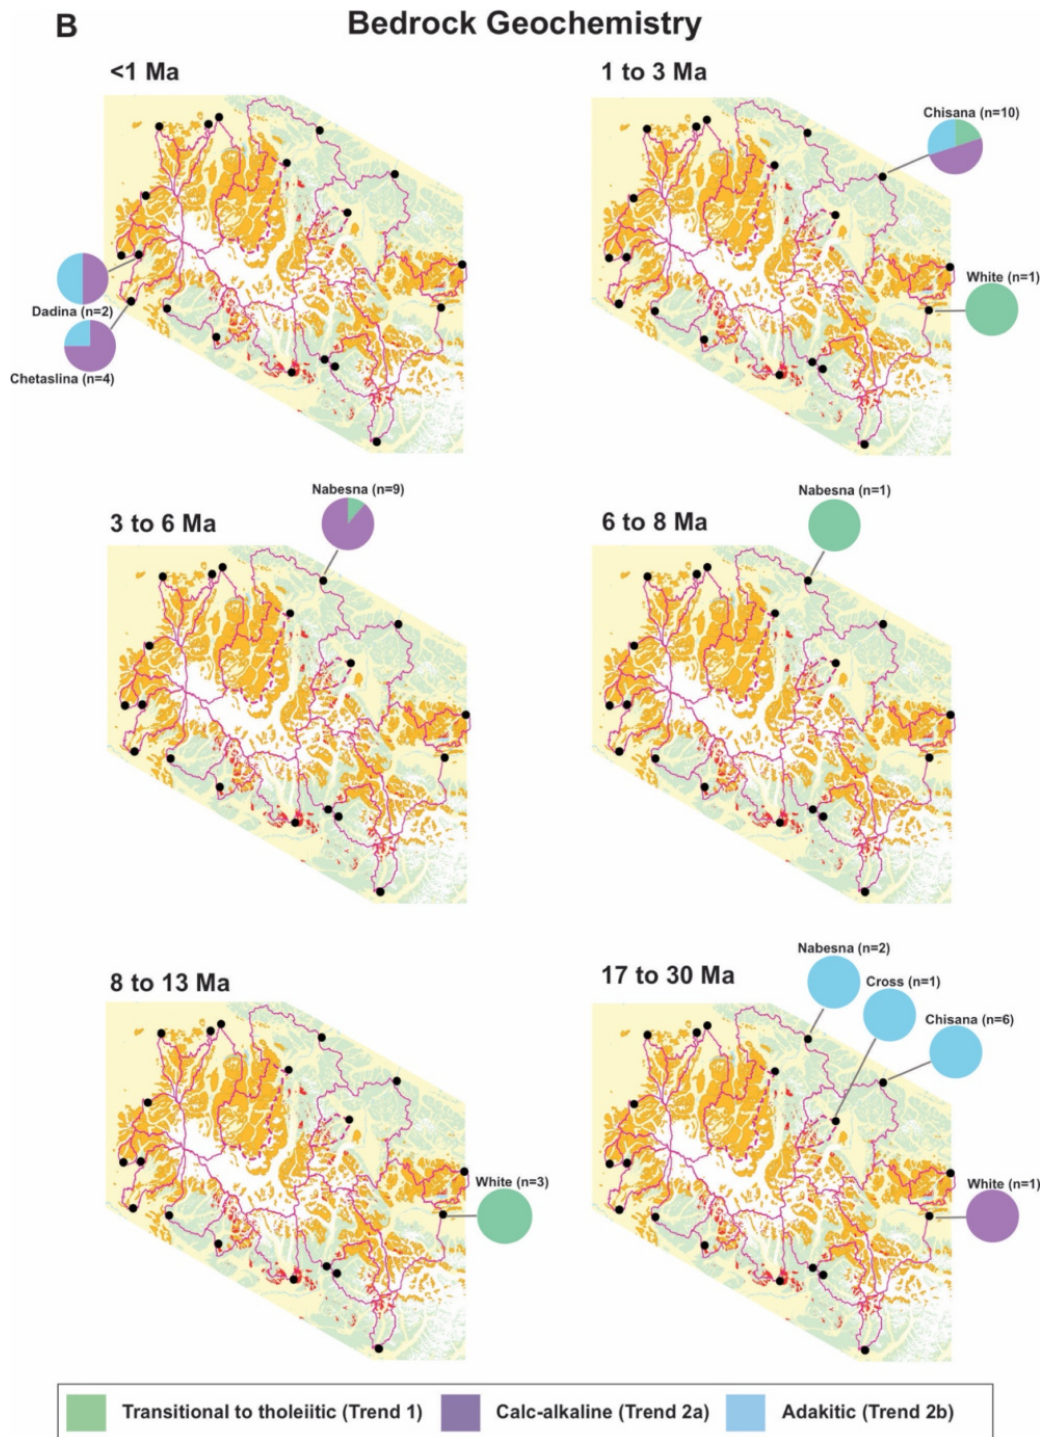 B
Bedrock Geochemistry
<1 Ma
Dadina (n=2)
Chetaslina (n=4)
1 to 3 Ma
Chisana (n=10)
White (n=1)
3 to 6 Ma
Nabesna (n=9)
6 to 8 Ma
Nabesna (n=1)
8 to 13 Ma
White (n=3)
17 to 30 Ma
Nabesna (n=2)
Cross (n=1)
Chisana (n=6)
White (n=1)
Transitional to tholeiitic (Trend 1)
Calc-alkaline (Trend 2a)
Adakitic (Trend 2b)